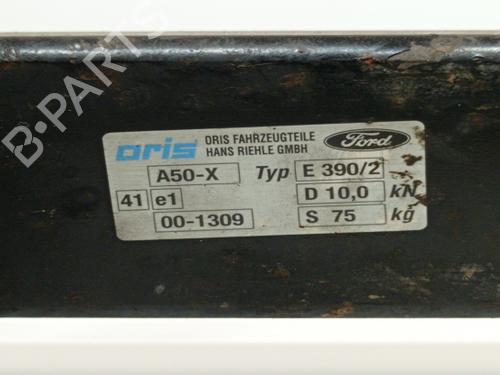 B-Parts
oris ORIS FAHRZEUGTEILE
HANS RIEHLE GMBH
Ford
A50-X Typ E 390/2
41 e1 D 10,0 kN
00-1309 S 75 kg